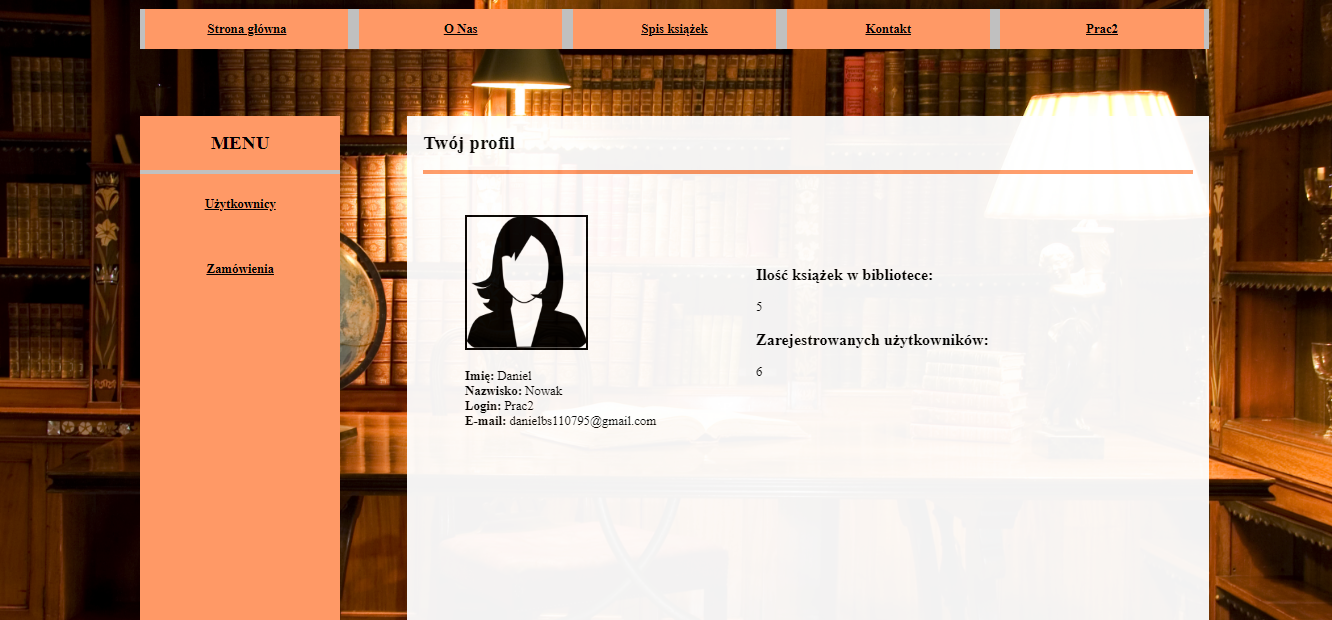 Strona główna
O Nas
Spis książek
Kontakt
Prac2
MENU
Użytkownicy
Zamówienia
Twój profil
Imię: Daniel
Nazwisko: Nowak
Login: Prac2
E-mail: danielbs110795@gmail.com
Ilość książek w bibliotece:
5
Zarejestrowanych użytkowników:
6